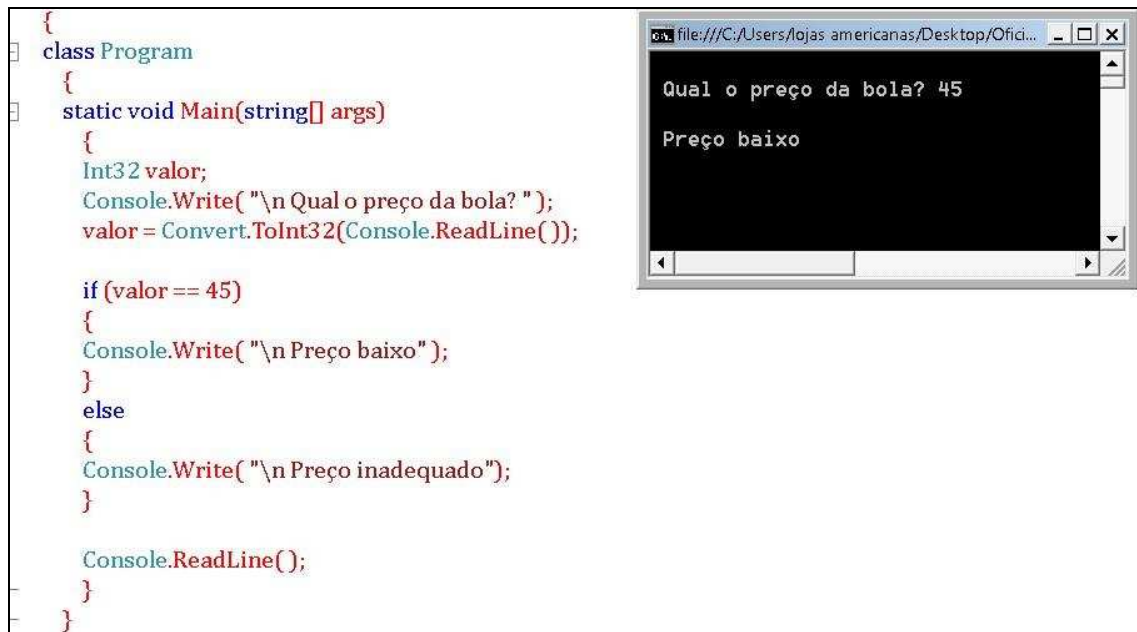 {
class Program
{
static void Main(string[] args)
{
Int32 valor;
Console.Write( "\n Qual o preço da bola? " );
valor = Convert.ToInt32(Console.ReadLine( ));
if (valor == 45)
{
Console.Write( "\n Preço baixo" );
}
else
{
Console.Write( "\n Preço inadequado");
}
Console.ReadLine( );
}
}
file:///C:/Users/lojas americanas/Desktop/Ofici...
Qual o preço da bola? 45
Preço baixo